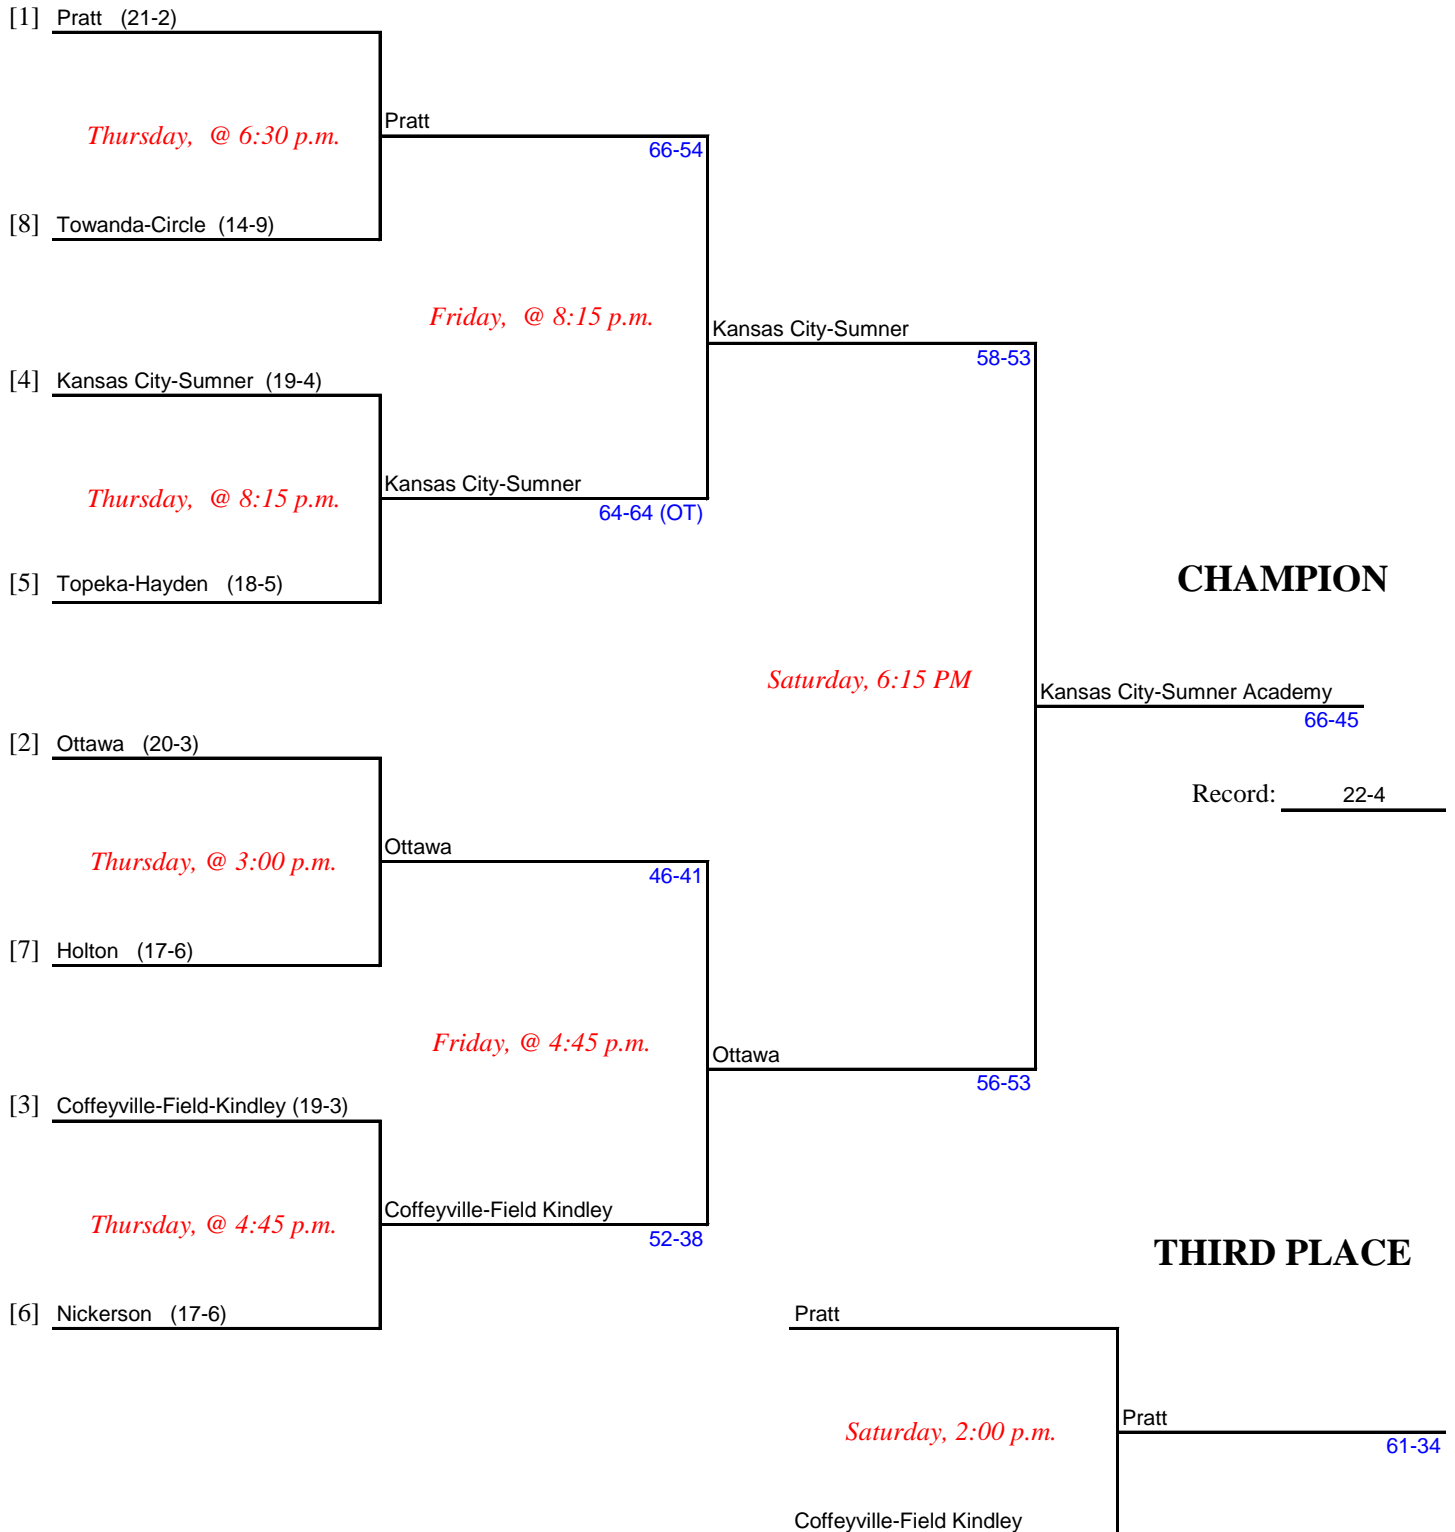 [1] Pratt (21-2)
Thursday, @ 6:30 p.m.
Pratt
66-54
[8] Towanda-Circle (14-9)
Friday, @ 8:15 p.m.
Kansas City-Sumner
58-53
[4] Kansas City-Sumner (19-4)
Thursday, @ 8:15 p.m.
Kansas City-Sumner
64-64 (OT)
[5] Topeka-Hayden (18-5)
CHAMPION
Saturday, 6:15 PM
Kansas City-Sumner Academy
66-45
Record: 22-4
[2] Ottawa (20-3)
Thursday, @ 3:00 p.m.
Ottawa
46-41
[7] Holton (17-6)
Friday, @ 4:45 p.m.
Ottawa
56-53
[3] Coffeyville-Field-Kindley (19-3)
Thursday, @ 4:45 p.m.
Coffeyville-Field Kindley
52-38
[6] Nickerson (17-6)
THIRD PLACE
Pratt
Saturday, 2:00 p.m.
Pratt
61-34
Coffeyville-Field Kindley